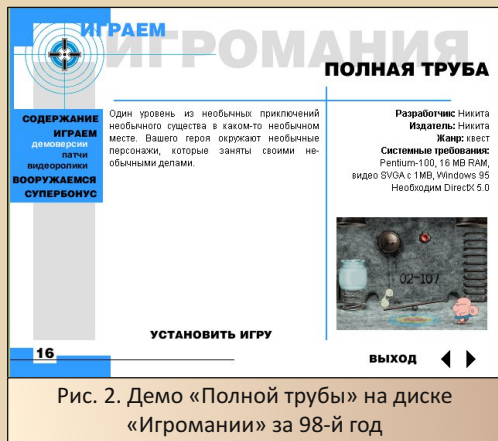 ИГРАЕМ
ИГРОМАНИЯ
ПОЛНАЯ ТРУБА
СОДЕРЖАНИЕ
ИГРАЕМ
демоверсии
патчи
видеоролики
ВООРУЖАЕМСЯ
СУПЕРБОНУС
Один уровень из необычных приключений
необычного существа в каком-то необычном
месте. Вашего героя окружают необычные
персонажи, которые заняты своими не-
обычными делами.
Разработчик: Никита
Издатель: Никита
Жанр: квест
Системные требования:
Pentium-100, 16 MB RAM,
видео SVGA с 1MB, Windows 95
Необходим DirectX 5.0
02-107
УСТАНОВИТЬ ИГРУ
16
ВЫХОД
Рис. 2. Демо «Полной трубы» на диске
«Игромании» за 98-й год